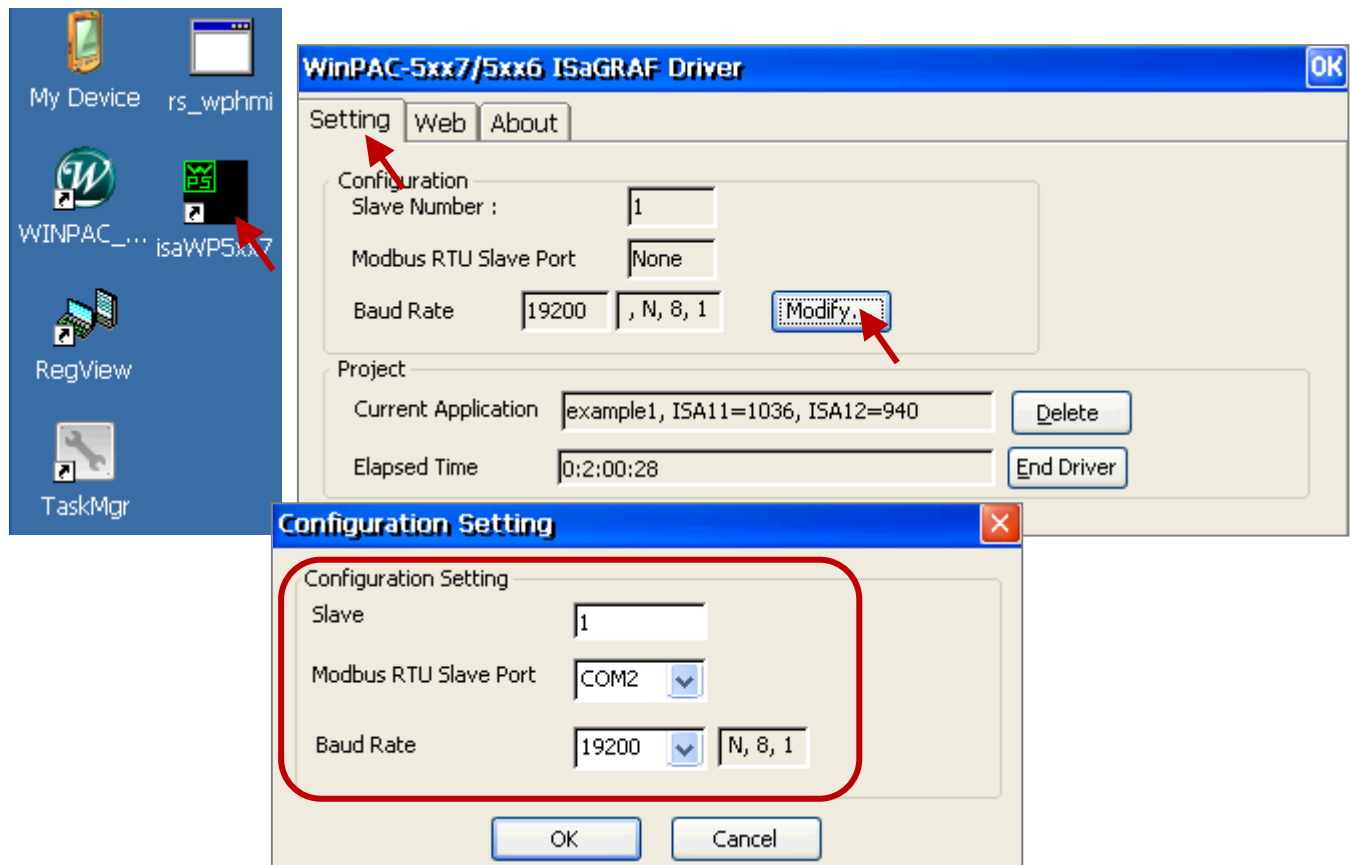 My Device
rs_wphmi
WINPAC_...
isaWP5xx7
RegView
TaskMgr
WinPAC-5xx7/5xx6 ISaGRAF Driver
OK
Setting
Web
About
Configuration
Slave Number :
1
Modbus RTU Slave Port
None
Baud Rate
19200
, N, 8, 1
Modify...
Project
Current Application
example1, ISA11=1036, ISA12=940
Delete
Elapsed Time
0:2:00:28
End Driver
Configuration Setting
Configuration Setting
Slave
1
Modbus RTU Slave Port
COM2
Baud Rate
19200
N, 8, 1
OK
Cancel